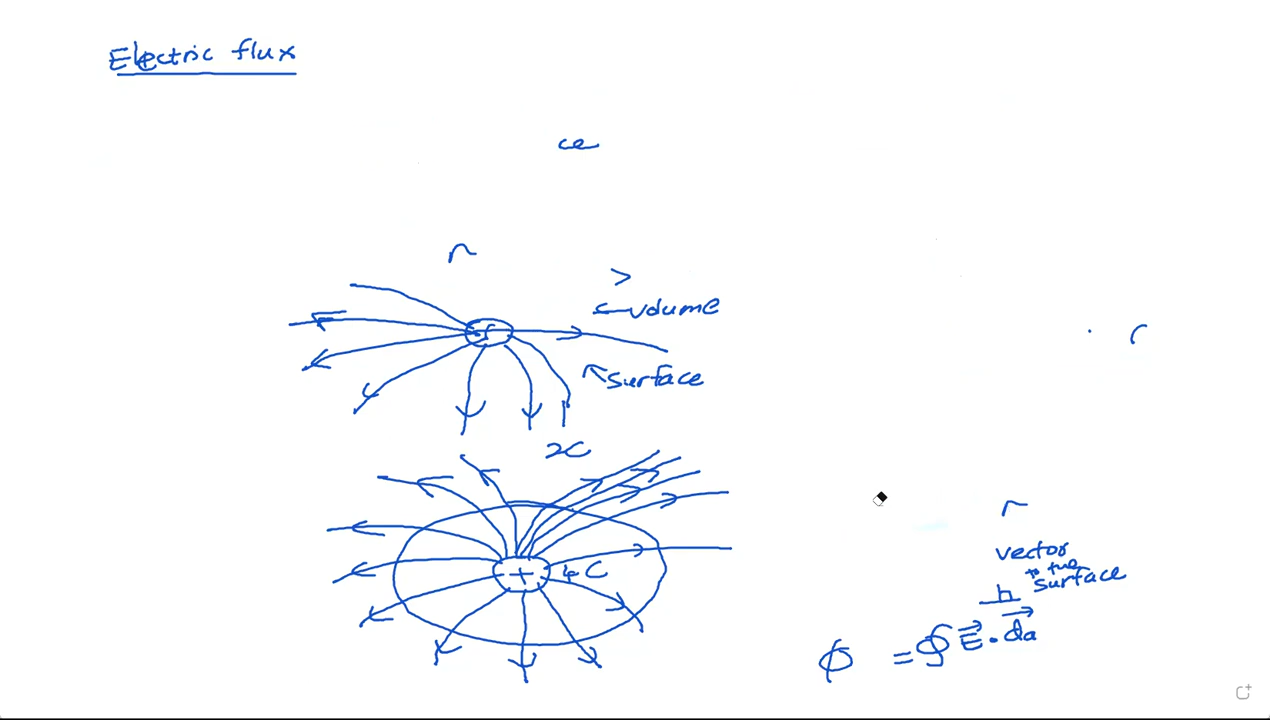 Electric flux
ce
volume
surface
2C
+ 4C
vector
to the
surface
h
ϕ = ∮ E⃗ · da⃗